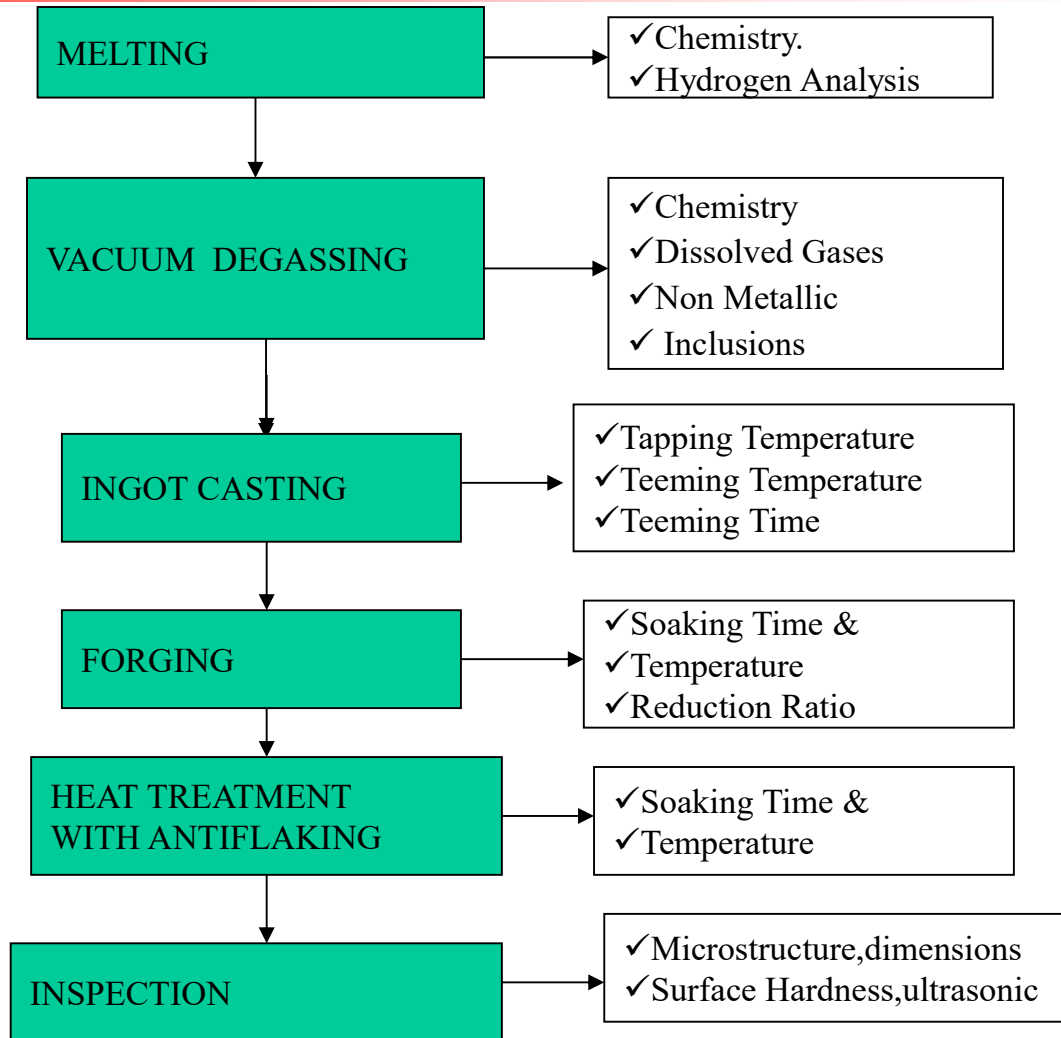 MELTING
✓Chemistry.
✓Hydrogen Analysis
VACUUM DEGASSING
✓Chemistry
✓Dissolved Gases
✓Non Metallic
✓ Inclusions
INGOT CASTING
✓Tapping Temperature
✓Teeming Temperature
✓Teeming Time
FORGING
✓Soaking Time &
✓Temperature
✓Reduction Ratio
HEAT TREATMENT
WITH ANTIFLAKING
✓Soaking Time &
✓Temperature
INSPECTION
✓Microstructure,dimensions
✓Surface Hardness,ultrasonic